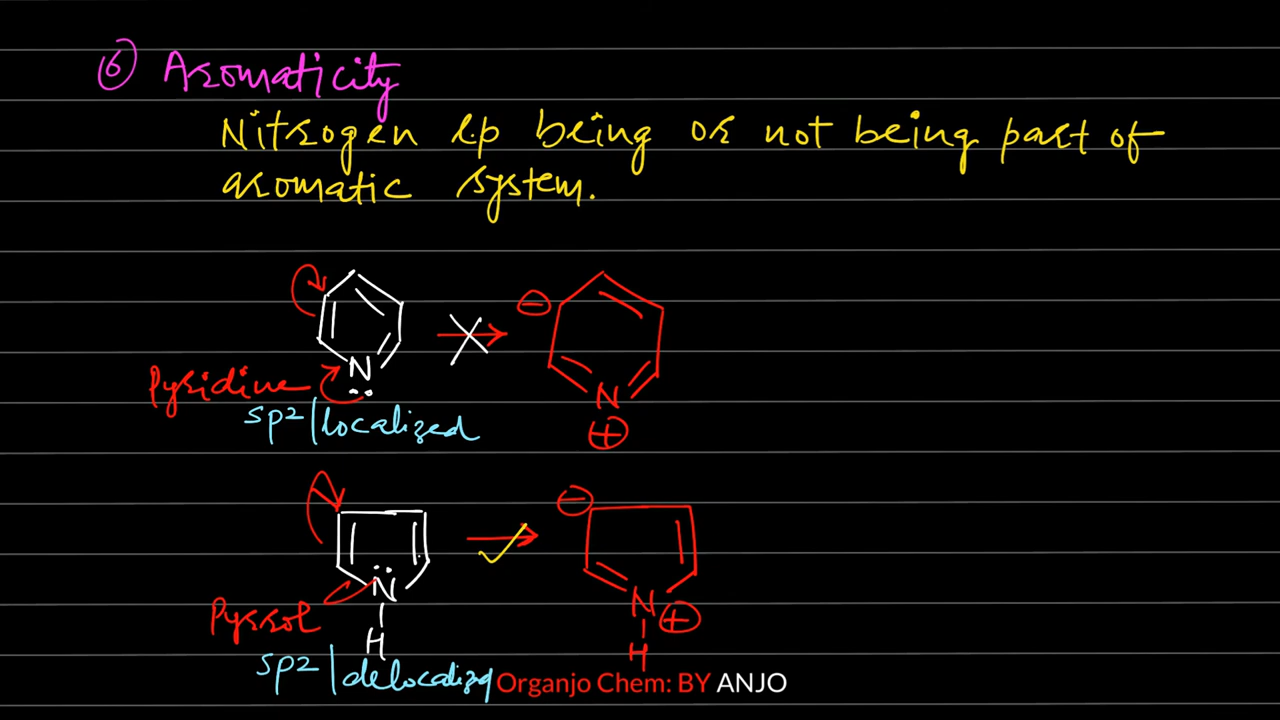 ⑥ Aromaticity
Nitrogen l.p being or not being part of
aromatic system.
⊖
N
N
Pyridine
⊕
sp2/localized
⊖
N
N
⊕
Pyrrol
H
H
sp2/delocalized
Organjo Chem: BY ANJO